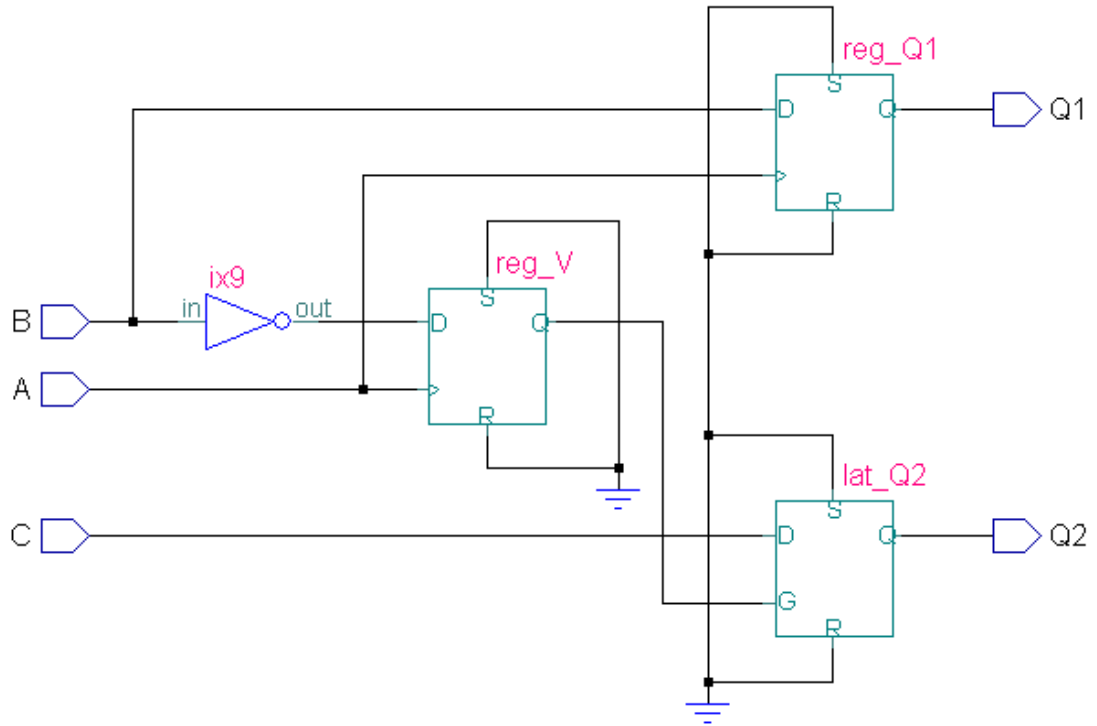 reg_Q1
S
D
Q
Q1
R
reg_V
ix9
S
B
in
out
D
Q
A
R
lat_Q2
S
C
D
Q
Q2
G
R